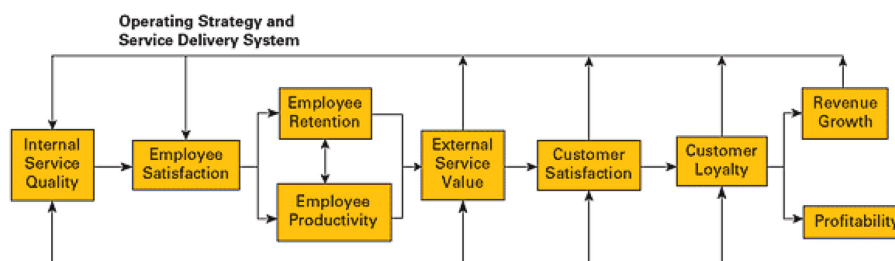 Operating Strategy and
Service Delivery System
Internal
Service
Quality
Employee
Satisfaction
Employee
Retention
Employee
Productivity
External
Service
Value
Customer
Satisfaction
Customer
Loyalty
Revenue
Growth
Profitability